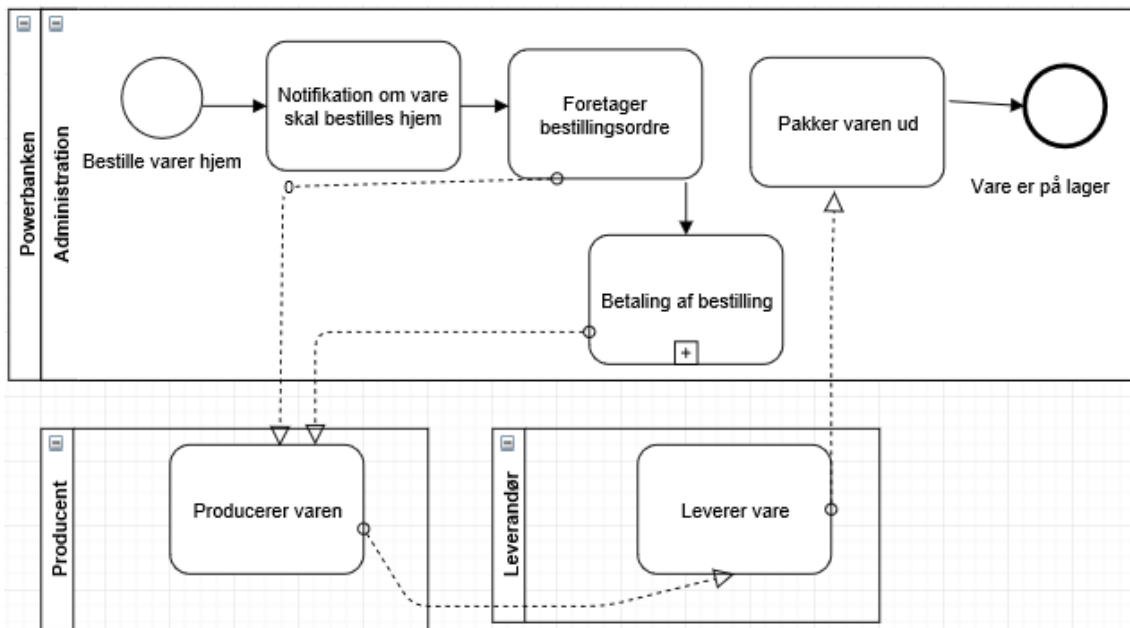 Powerbanken
Administration
Bestille varer hjem
Notifikation om vare
skal bestilles hjem
Foretager
bestillingsordre
Pakker varen ud
Vare er på lager
0
Betaling af bestilling
+
Producent
Producerer varen
Leverandør
Leverer vare